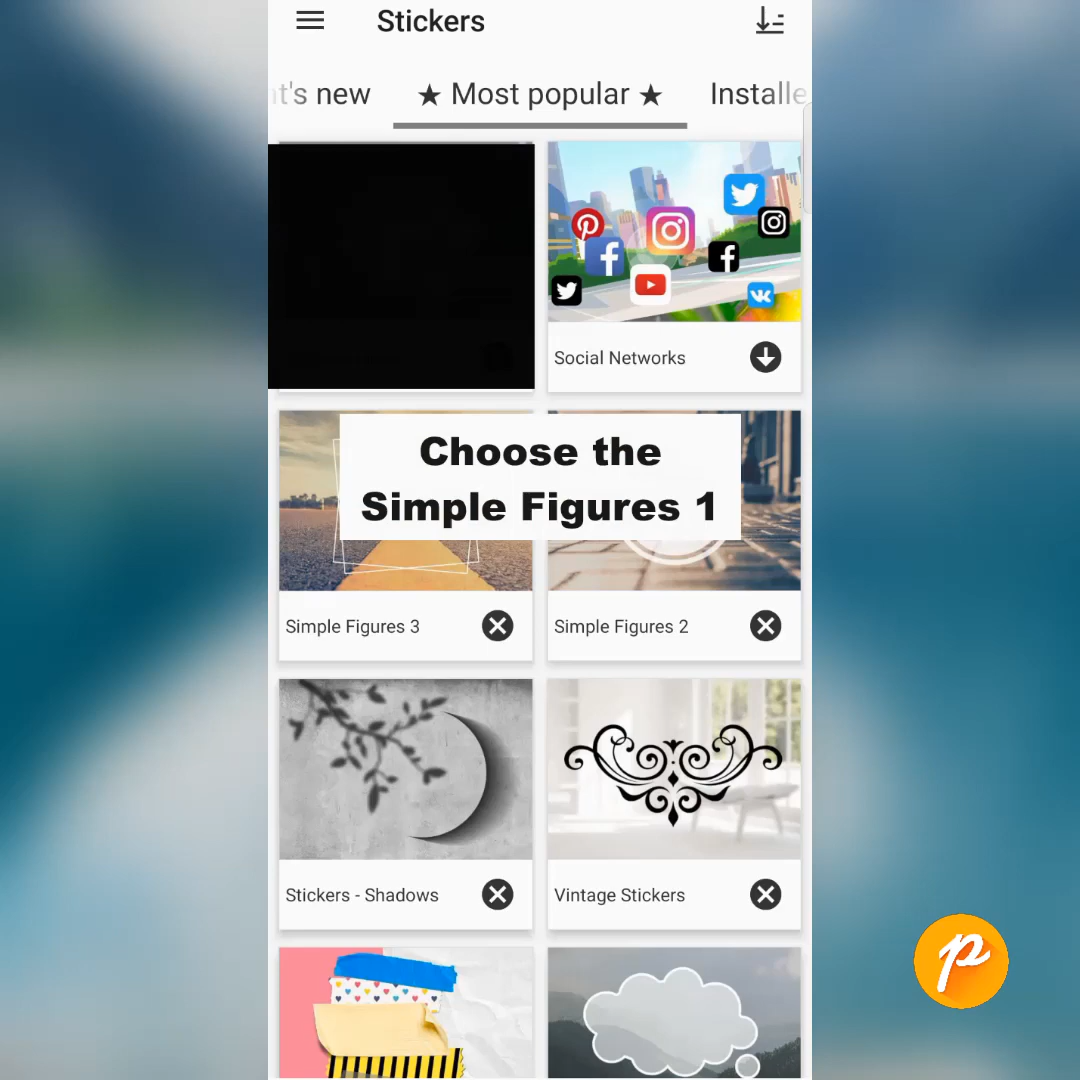 Stickers
t's new ★ Most popular ★ Installe
Social Networks
Choose the
Simple Figures 1
Simple Figures 3
Simple Figures 2
Stickers - Shadows
Vintage Stickers
p